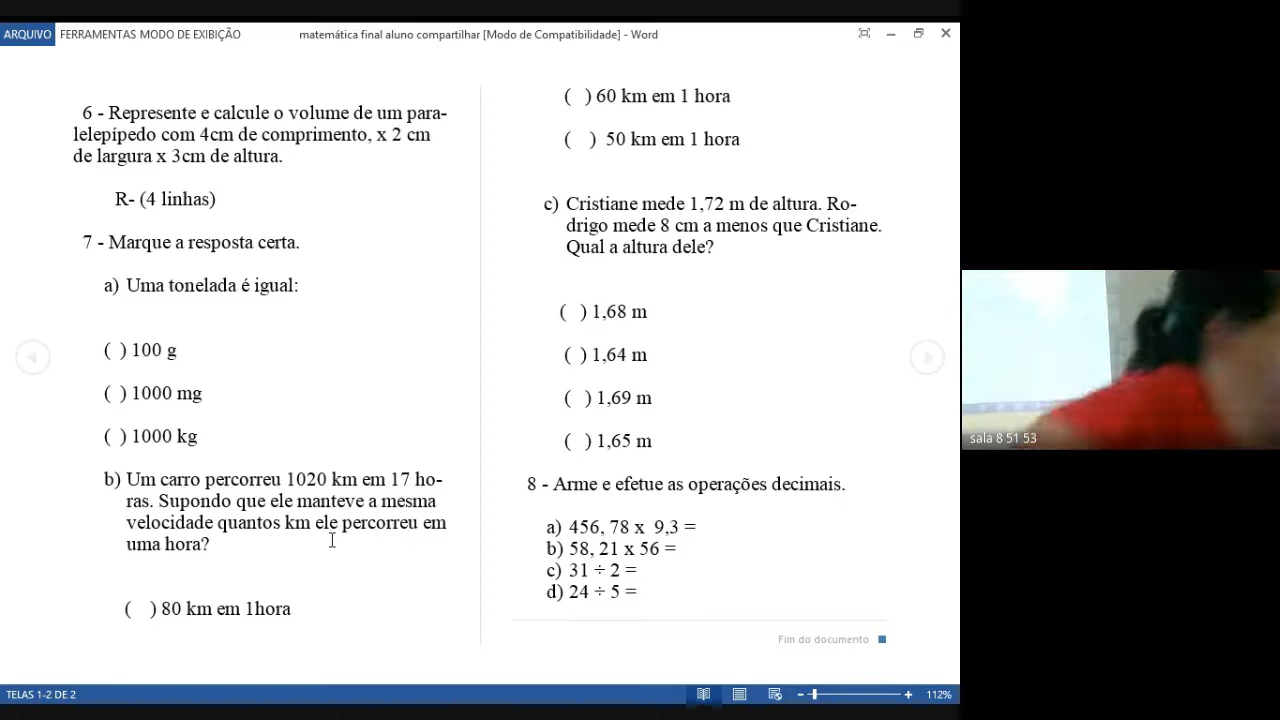 ARQUIVO FERRAMENTAS MODO DE EXIBIÇÃO matemática final aluno compartilhar [Modo de Compatibilidade] - Word
6 - Represente e calcule o volume de um para-
lelepípedo com 4cm de comprimento, x 2 cm
de largura x 3cm de altura.
R- (4 linhas)
7 - Marque a resposta certa.
a) Uma tonelada é igual:
( ) 100 g
( ) 1000 mg
( ) 1000 kg
b) Um carro percorreu 1020 km em 17 ho-
ras. Supondo que ele manteve a mesma
velocidade quantos km ele percorreu em
uma hora?
( ) 80 km em 1hora
( ) 60 km em 1 hora
( ) 50 km em 1 hora
c) Cristiane mede 1,72 m de altura. Ro-
drigo mede 8 cm a menos que Cristiane.
Qual a altura dele?
( ) 1,68 m
( ) 1,64 m
( ) 1,69 m
( ) 1,65 m
8 - Arme e efetue as operações decimais.
a) 456, 78 x 9,3 =
b) 58, 21 x 56 =
c) 31 ÷ 2 =
d) 24 ÷ 5 =
Fim do documento
sala 8 51 53
TELAS 1-2 DE 2
112%